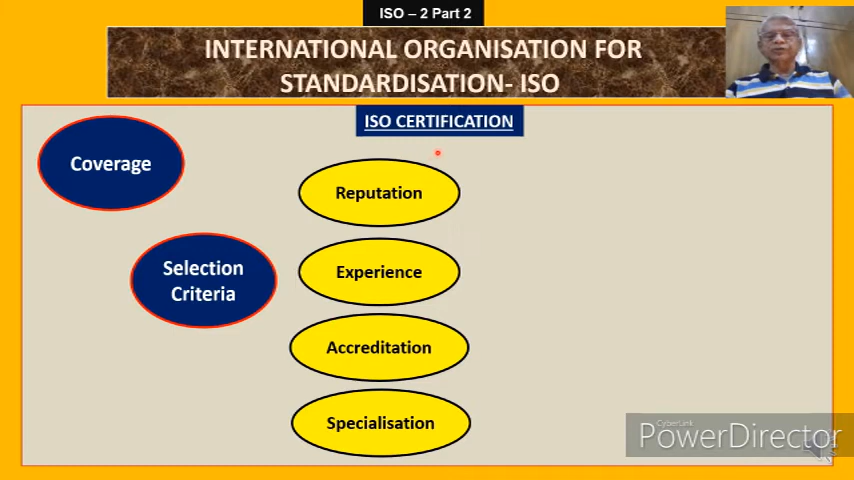 ISO – 2 Part 2
INTERNATIONAL ORGANISATION FOR
STANDARDISATION- ISO
ISO CERTIFICATION
Coverage
Reputation
Selection
Criteria
Experience
Accreditation
Specialisation
CyberLink
PowerDirector